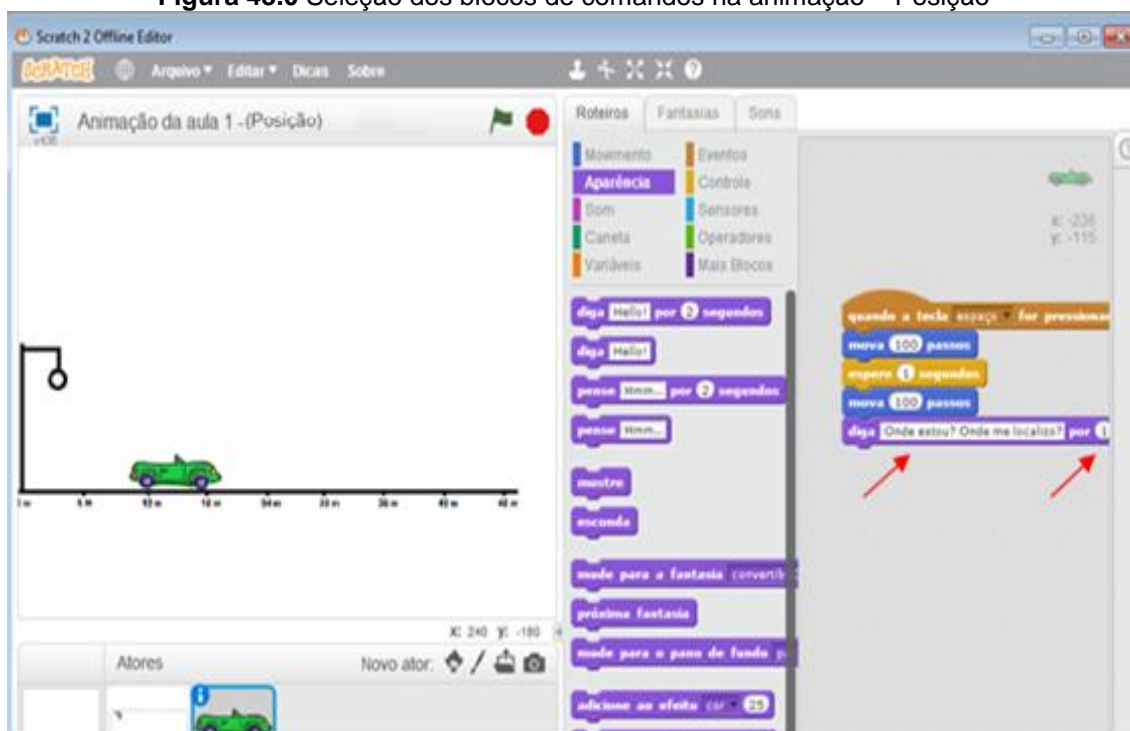 Figura 48.0 Seleção dos blocos de comandos na animação – Posição
Scratch 2 Offline Editor
SCRATCH Arquivo Editar Dicas Sobre
Animação da aula 1 -(Posição)
Roteiros Fantasias Sons
Movimento Eventos
Aparência Controle
Som Sensores
Caneta Operadores
Variáveis Mais Blocos
x: -236
y: -115
diga Hello! por 2 segundos
diga Hello!
pense Hmm... por 2 segundos
pense Hmm...
mostre
esconda
mude para a fantasia
próxima fantasia
mude para o pano de fundo
adicione ao efeito cor 25
quando a tecla espaço for
mova 100 passos
espere 1 segundos
mova 100 passos
diga Onde estou? Onde me localizo? por 1
X: 240 y: -180
Atores Novo ator: